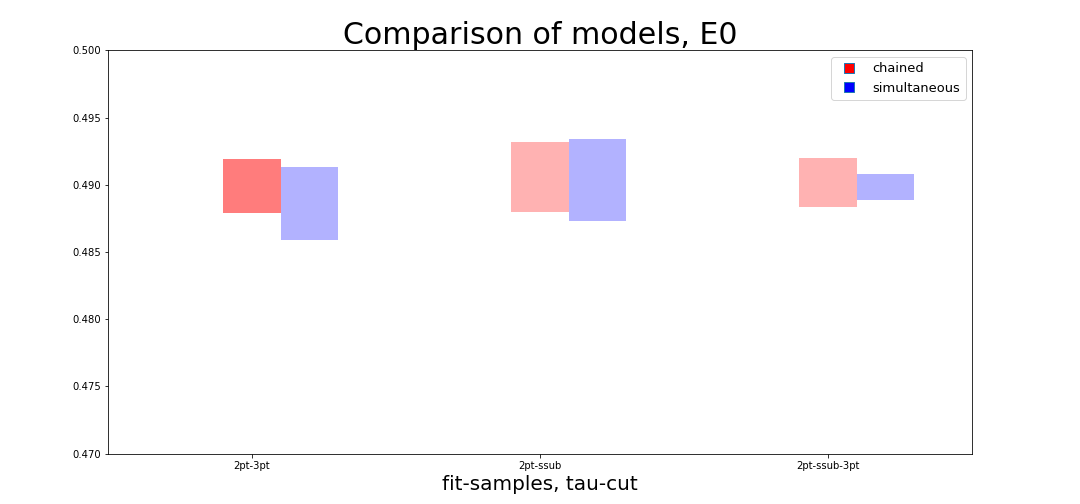 Comparison of models, E0
0.500
0.495
0.490
0.485
0.480
0.475
0.470
chained
simultaneous
2pt-3pt
2pt-ssub
2pt-ssub-3pt
fit-samples, tau-cut